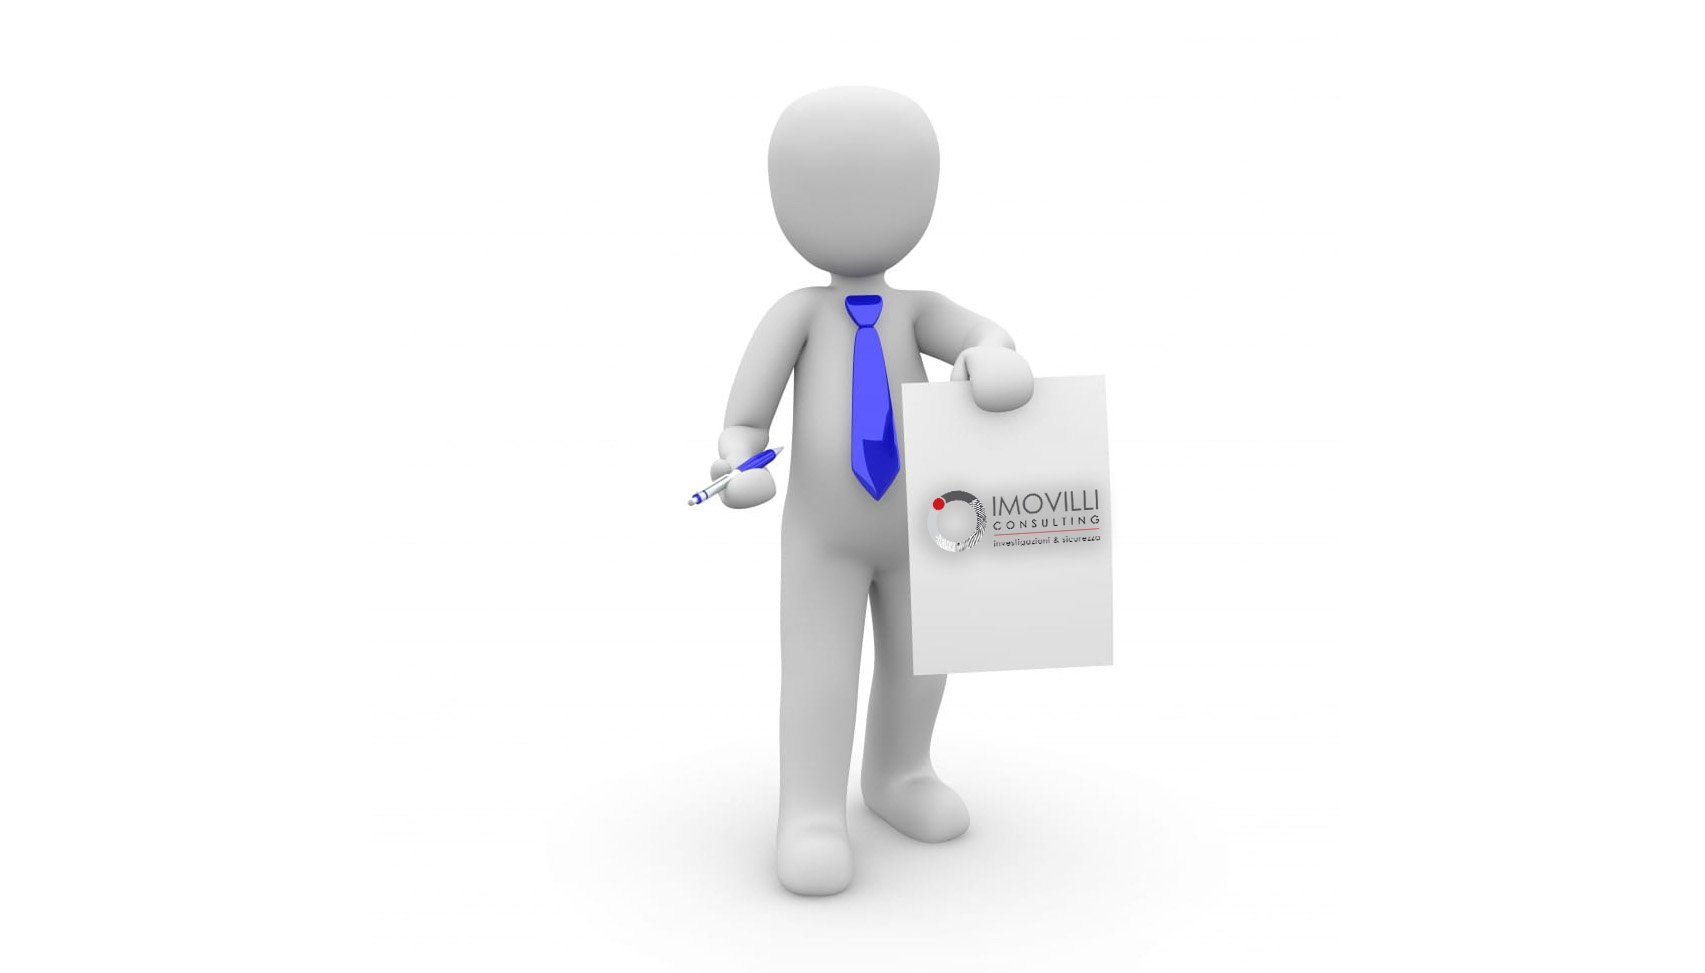 IMOVILLI
CONSULTING
investigazioni & sicurezza